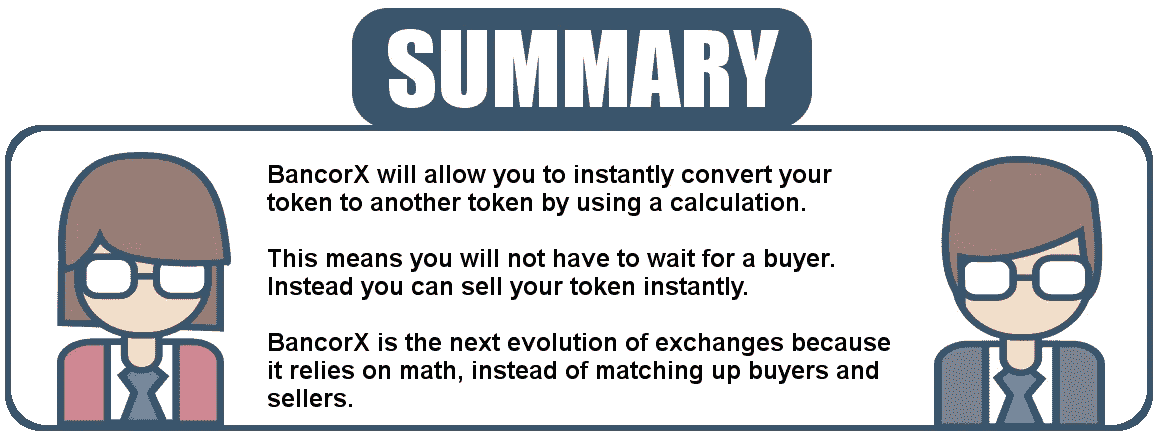 SUMMARY
BancorX will allow you to instantly convert your
token to another token by using a calculation.
This means you will not have to wait for a buyer.
Instead you can sell your token instantly.
BancorX is the next evolution of exchanges because
it relies on math, instead of matching up buyers and
sellers.